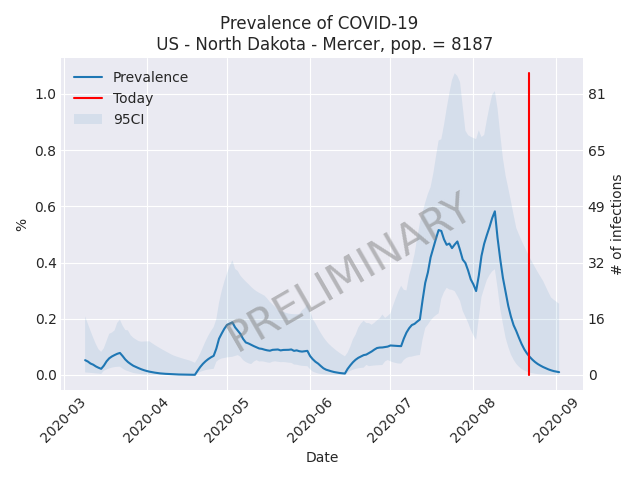 Prevalence of COVID-19
US - North Dakota - Mercer, pop. = 8187
Prevalence
Today
95CI
PRELIMINARY
%
1.0
0.8
0.6
0.4
0.2
0.0
81
65
49
32
16
0
# of infections
2020-03
2020-04
2020-05
2020-06
2020-07
2020-08
2020-09
Date